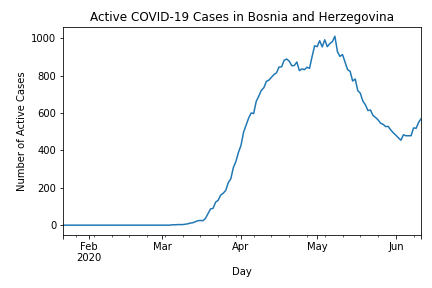 Active COVID-19 Cases in Bosnia and Herzegovina
Number of Active Cases
1000
800
600
400
200
0
Feb
2020
Mar
Apr
May
Jun
Day